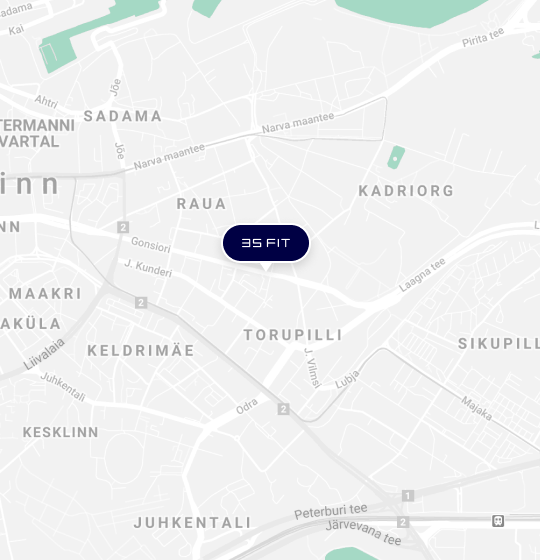 adama
Kai
Pirita tee
Jõe
Ahtri
SADAMA
Narva maantee
TERMANNI
VARTAL
Jõe
Narva maantee
inn
KADRIORG
RAUA
NN
2
35 FIT
Gonsiori
J. Kunderi
Laagna tee
L
MAAKRI
2
AKÜLA
TORUPILLI
SIKUPILL
Liivalaia
KELDRIMÄE
J. Vilmsi
Lubja
Juhkentali
Odra
2
Majaka
KESKLINN
1
Peterburi tee
JUHKENTALI
2
Järvevana tee